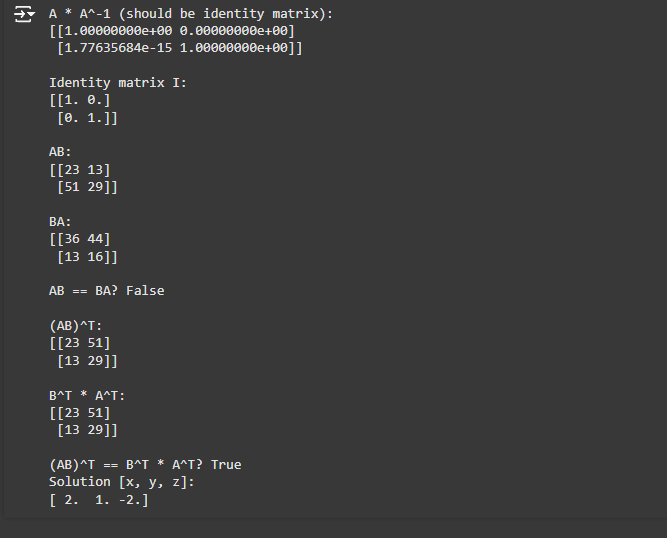 A * A^-1 (should be identity matrix):
[[1.00000000e+00 0.00000000e+00]
 [1.77635684e-15 1.00000000e+00]]
Identity matrix I:
[[1. 0.]
 [0. 1.]]
AB:
[[23 13]
 [51 29]]
BA:
[[36 44]
 [13 16]]
AB == BA? False
(AB)^T:
[[23 51]
 [13 29]]
B^T * A^T:
[[23 51]
 [13 29]]
(AB)^T == B^T * A^T? True
Solution [x, y, z]:
[ 2.  1. -2.]